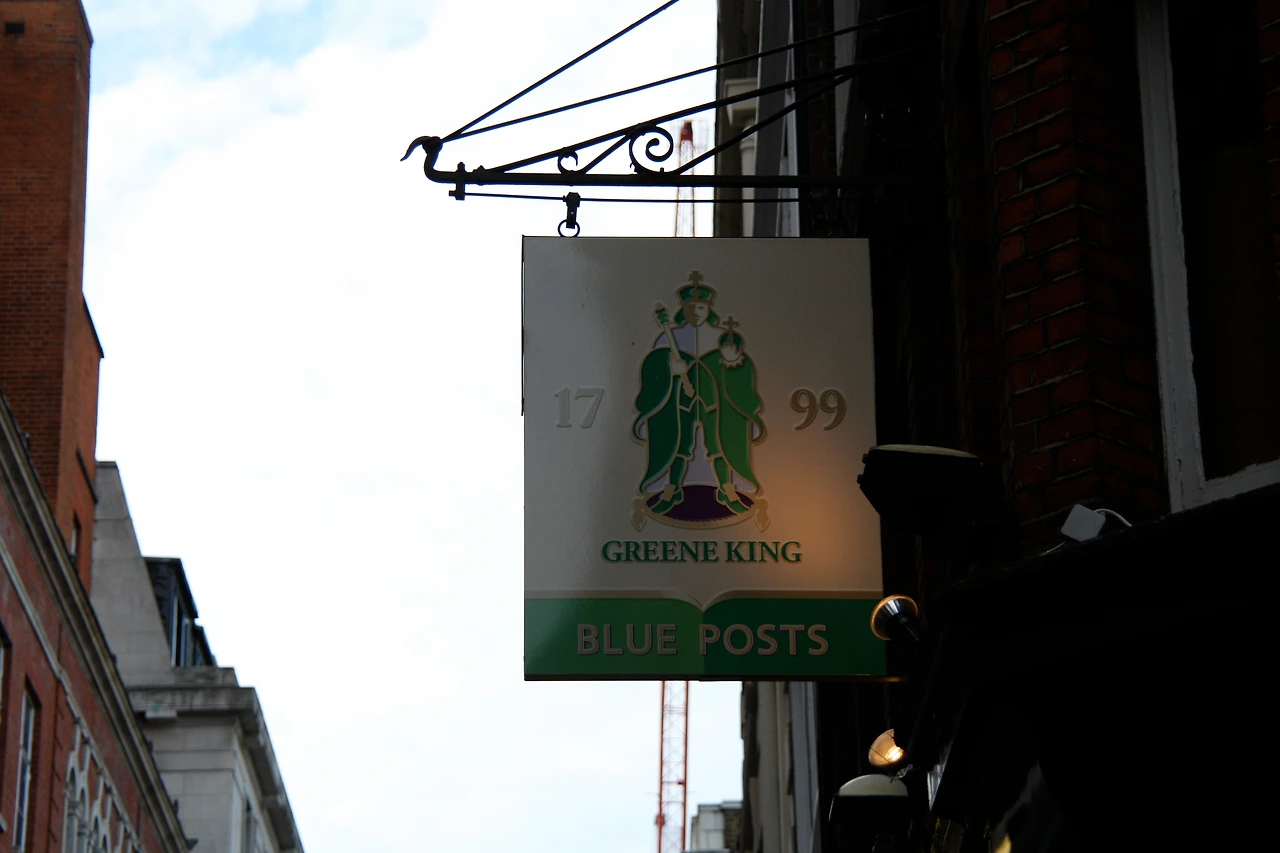 17 99
GREENE KING
BLUE POSTS